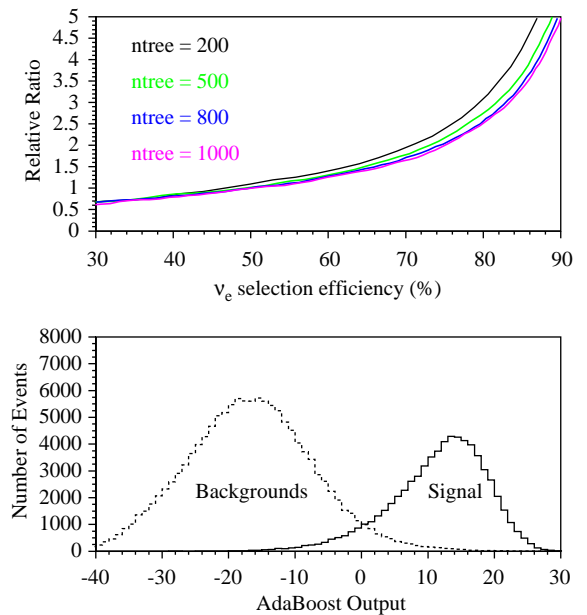 5
4.5
4
3.5
3
2.5
2
1.5
1
0.5
0
Relative Ratio
ntree = 200
ntree = 500
ntree = 800
ntree = 1000
30 40 50 60 70 80 90
νe selection efficiency (%)
8000
7000
6000
5000
4000
3000
2000
1000
0
Number of Events
Backgrounds
Signal
-40 -30 -20 -10 0 10 20 30
AdaBoost Output